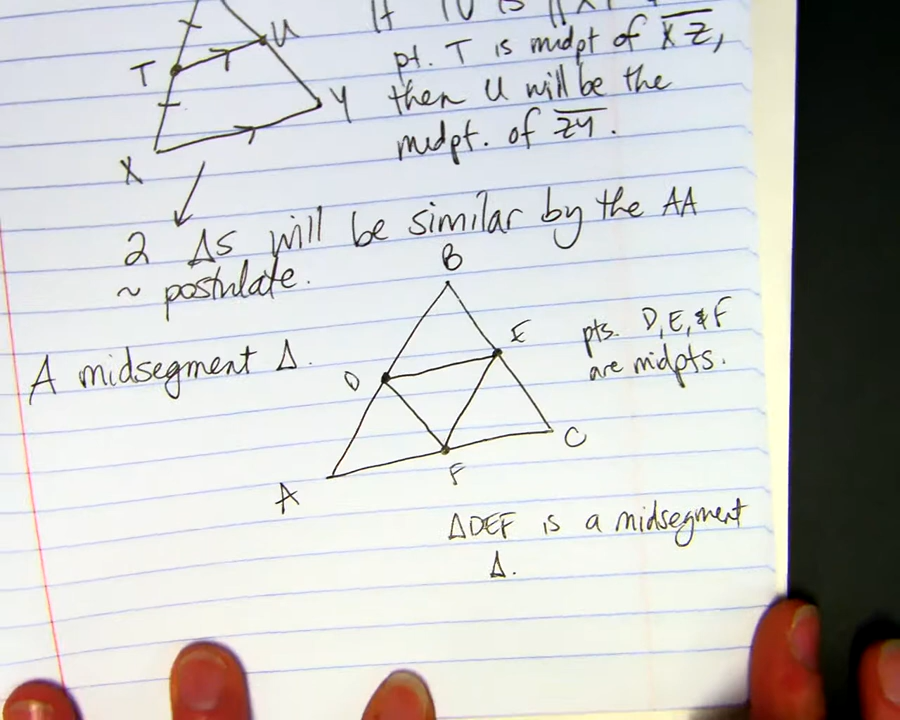 U
pt. T is midpt of XZ,
T
then U will be the
Y
midpt. of ZY.
X
2 Δs will be similar by the AA
~ postulate.
B
E
pts. D, E, & F
are midpts.
A midsegment Δ.
D
C
F
A
ΔDEF is a midsegment
Δ.